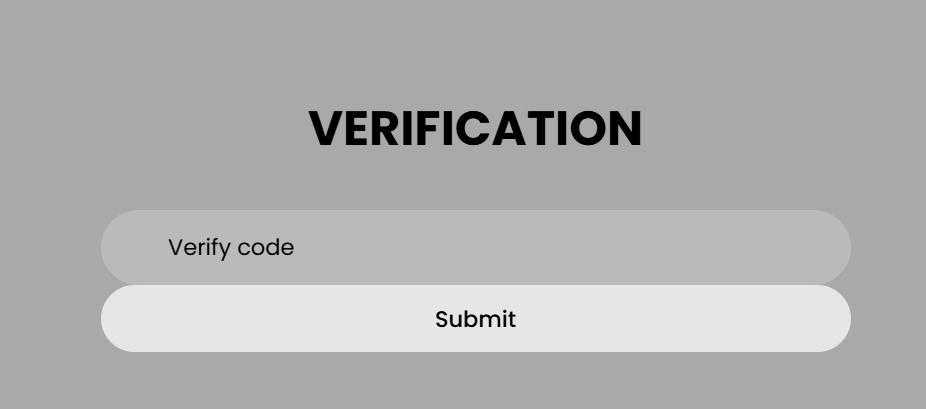 VERIFICATION
Verify code
Submit